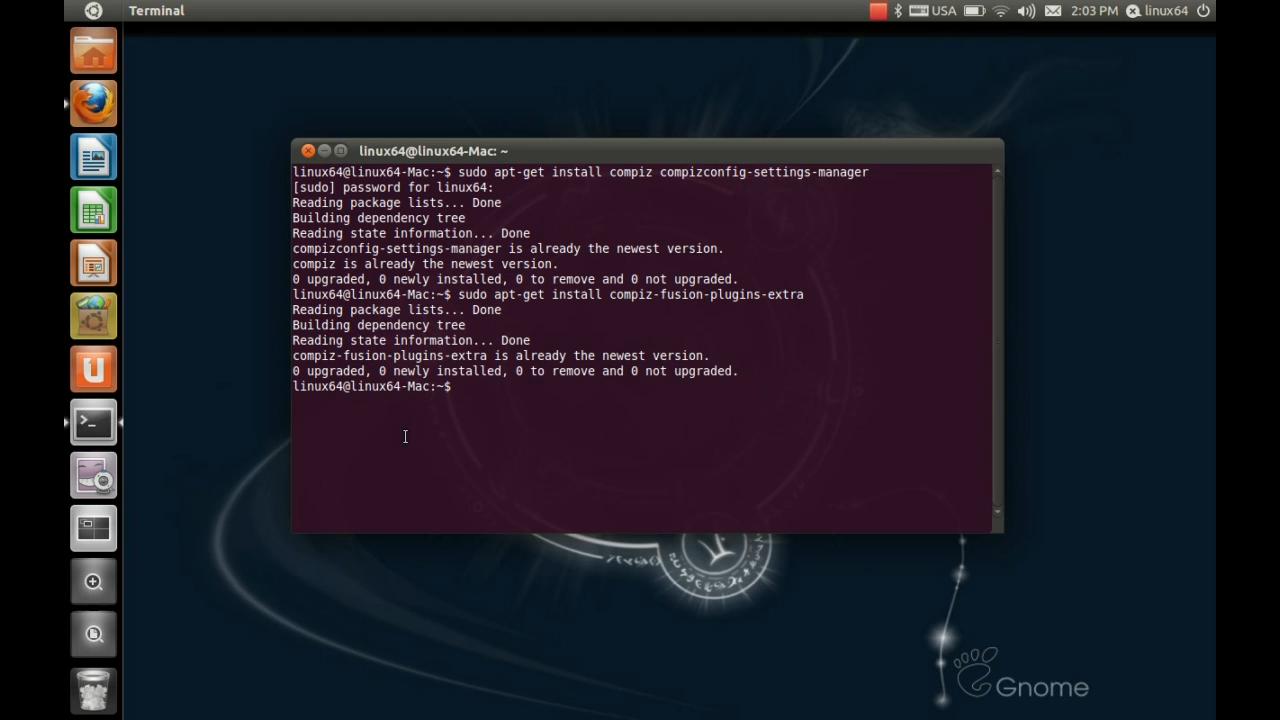 Terminal
USA
2:03 PM
linux64
linux64@linux64-Mac: ~
linux64@linux64-Mac:~$ sudo apt-get install compiz compizconfig-settings-manager
[sudo] password for linux64:
Reading package lists... Done
Building dependency tree
Reading state information... Done
compizconfig-settings-manager is already the newest version.
compiz is already the newest version.
0 upgraded, 0 newly installed, 0 to remove and 0 not upgraded.
linux64@linux64-Mac:~$ sudo apt-get install compiz-fusion-plugins-extra
Reading package lists... Done
Building dependency tree
Reading state information... Done
compiz-fusion-plugins-extra is already the newest version.
0 upgraded, 0 newly installed, 0 to remove and 0 not upgraded.
linux64@linux64-Mac:~$
Gnome